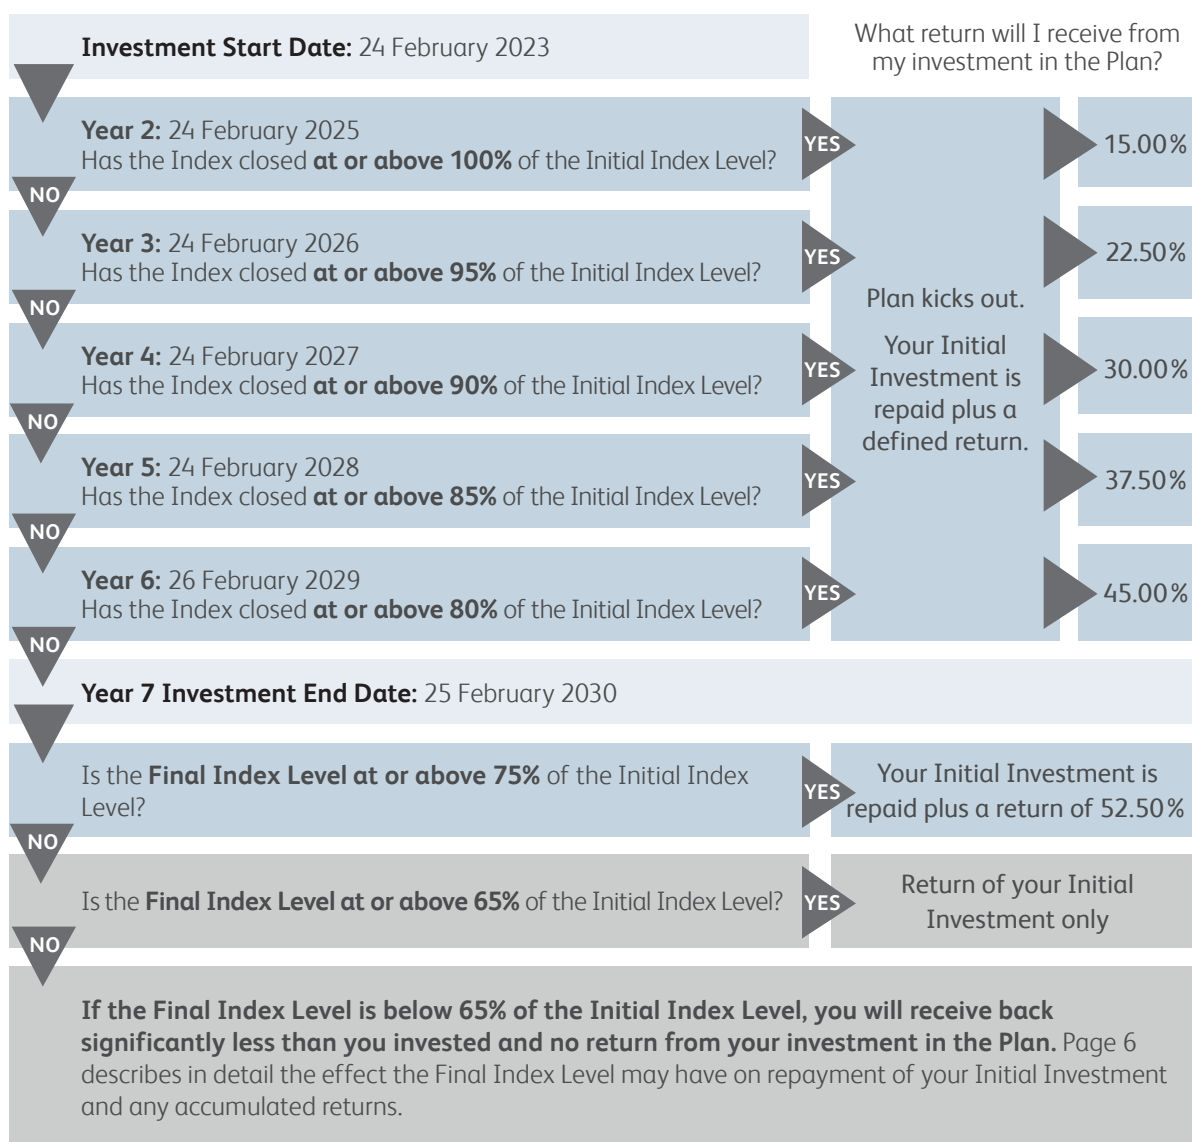 Investment Start Date: 24 February 2023
What return will I receive from
my investment in the Plan?
Year 2: 24 February 2025
Has the Index closed at or above 100% of the Initial Index Level?
YES
15.00%
NO
Year 3: 24 February 2026
Has the Index closed at or above 95% of the Initial Index Level?
YES
22.50%
NO
Year 4: 24 February 2027
Has the Index closed at or above 90% of the Initial Index Level?
YES
30.00%
NO
Year 5: 24 February 2028
Has the Index closed at or above 85% of the Initial Index Level?
YES
37.50%
NO
Year 6: 26 February 2029
Has the Index closed at or above 80% of the Initial Index Level?
YES
45.00%
NO
Plan kicks out.
Your Initial
Investment is
repaid plus a
defined return.
Year 7 Investment End Date: 25 February 2030
Is the Final Index Level at or above 75% of the Initial Index
Level?
YES
Your Initial Investment is
repaid plus a return of 52.50%
NO
Is the Final Index Level at or above 65% of the Initial Index Level?
YES
Return of your Initial
Investment only
NO
If the Final Index Level is below 65% of the Initial Index Level, you will receive back
significantly less than you invested and no return from your investment in the Plan. Page 6
describes in detail the effect the Final Index Level may have on repayment of your Initial Investment
and any accumulated returns.